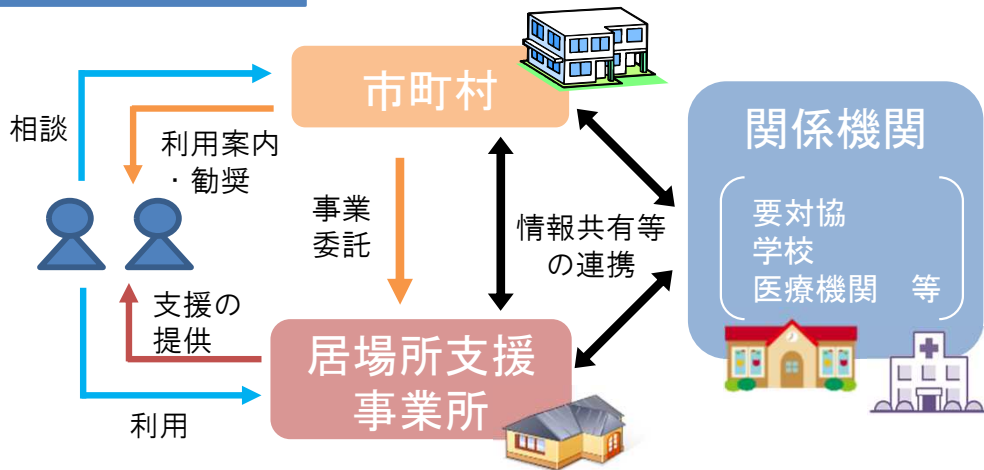 市町村
相談
利用案内
・勧奨
事業
委託
情報共有等
の連携
関係機関
要対協
学校
医療機関　等
支援の
提供
居場所支援
事業所
利用